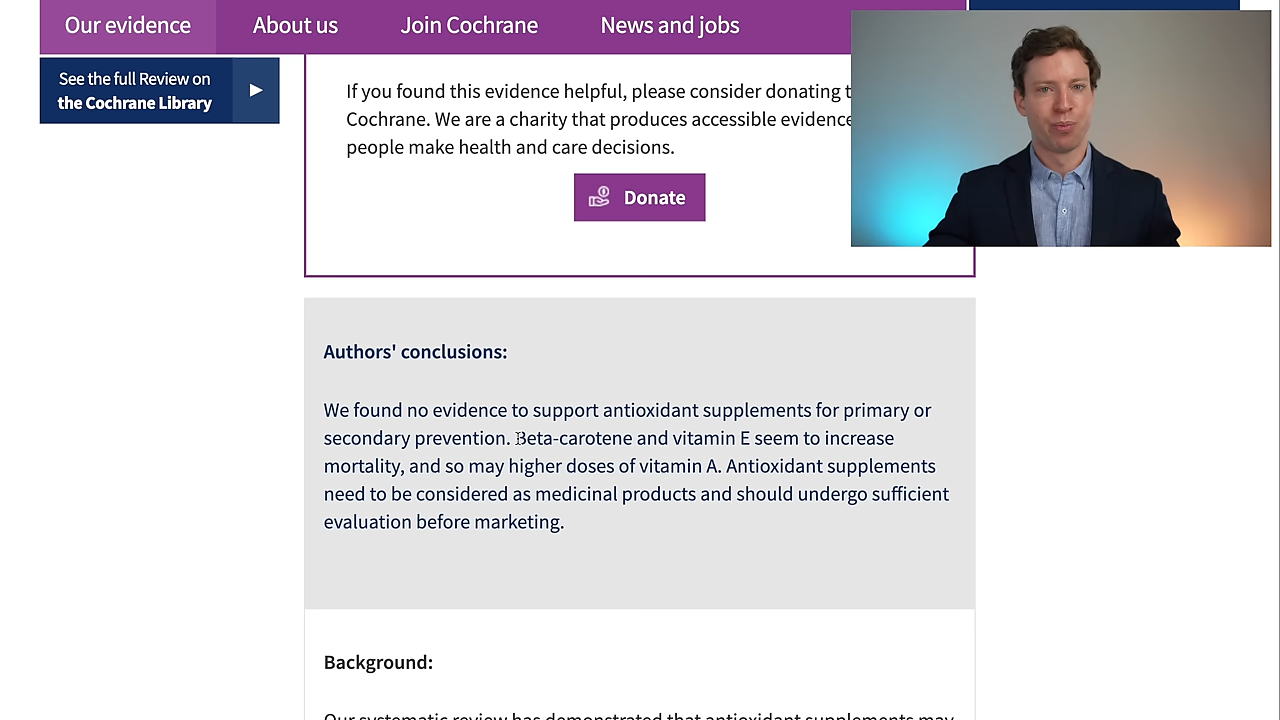 Our evidence
About us
Join Cochrane
News and jobs
See the full Review on
the Cochrane Library
If you found this evidence helpful, please consider donating
Cochrane. We are a charity that produces accessible evidence
people make health and care decisions.
Donate
Authors' conclusions:
We found no evidence to support antioxidant supplements for primary or
secondary prevention. Beta-carotene and vitamin E seem to increase
mortality, and so may higher doses of vitamin A. Antioxidant supplements
need to be considered as medicinal products and should undergo sufficient
evaluation before marketing.
Background:
Our systematic review has demonstrated that antioxidant supplements may